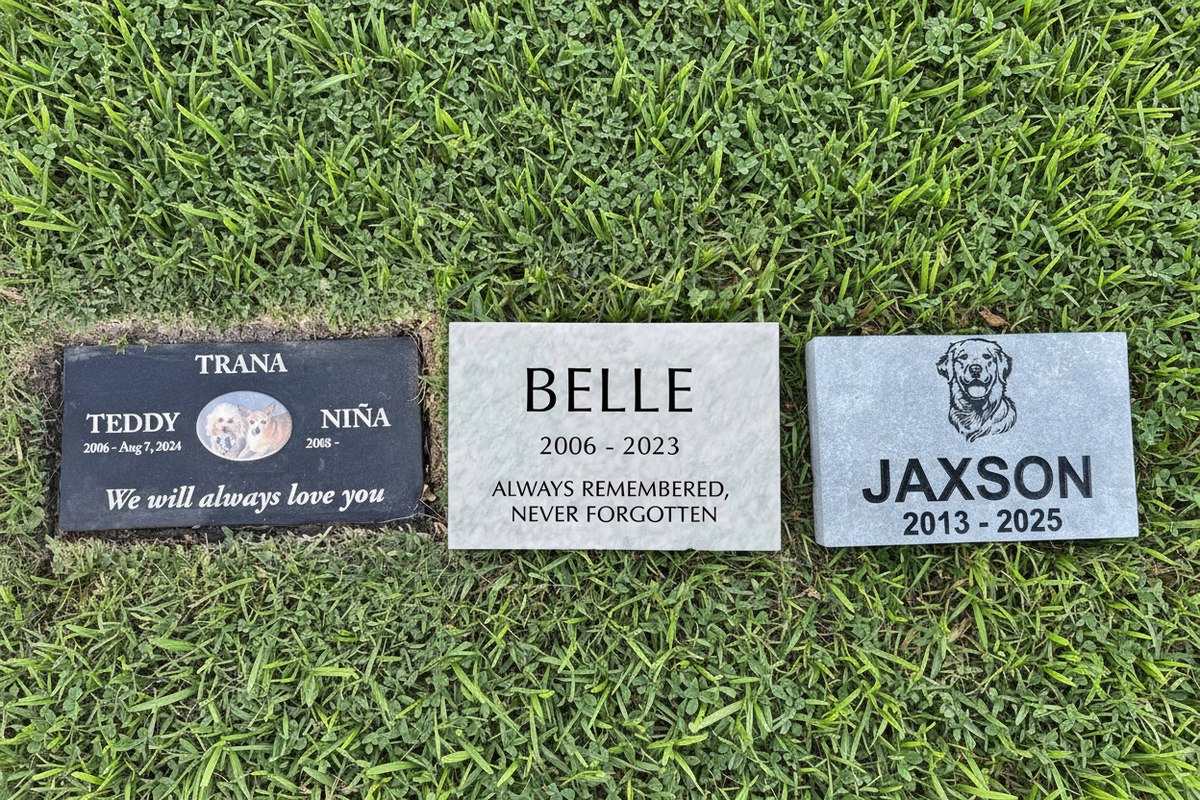 TRANA
TEDDY
2006 - Aug 7, 2024
NIÑA
2008 -
We will always love you
BELLE
2006 - 2023
ALWAYS REMEMBERED,
NEVER FORGOTTEN
JAXSON
2013 - 2025